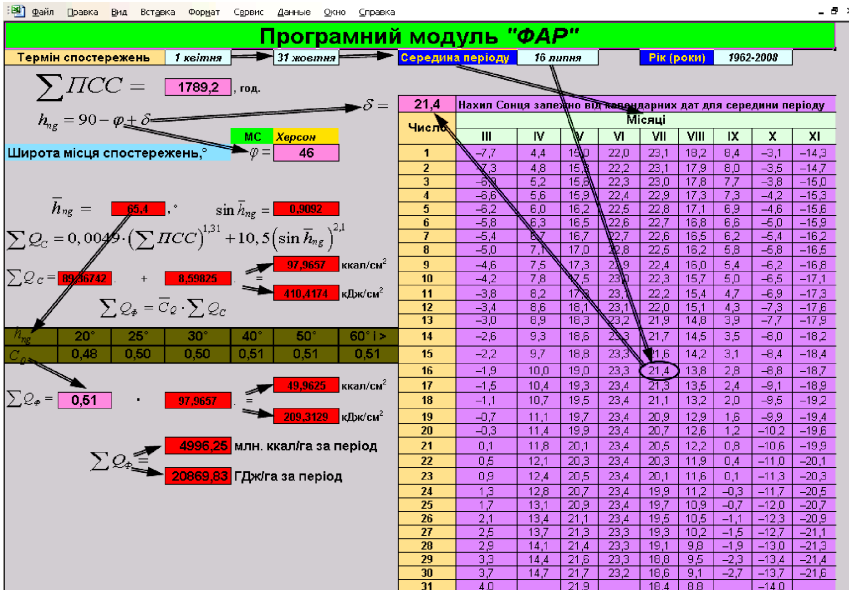 Файл Правка Вид Вставка Формат Сервис Данные Окно Справка
Програмний модуль "ФАР"
Термін спостережень 1 квітня 31 жовтня Середина періоду 16 липня Рік (роки) 1962-2008
∑ПСС = 1789,2 , год.
h_ng = 90 − φ + δ
δ = 21,4 Нахил Сонця залежно від календарних дат для середини періоду
МС Херсон
Широта місця спостережень,° φ = 46
h̄_ng = 65,4 ,° sin h̄_ng = 0,9092
∑Q_C = 0,0049·(∑ПСС)^1,31 + 10,5(sin h̄_ng)^2,1
∑Q_C = 89,36742 + 8,59825 = 97,9657 ккал/см²
410,4174 кДж/см²
∑Q_Ф = C̄_Q · ∑Q_C
h_ng 20° 25° 30° 40° 50° 60° і >
C_Q 0,48 0,50 0,50 0,51 0,51 0,51
∑Q_Ф = 0,51 · 97,9657 = 49,9625 ккал/см²
209,3129 кДж/см²
∑Q_Ф = 4996,25 млн. ккал/га за період
20869,83 ГДж/га за період
Число Місяці
III IV V VI VII VIII IX X XI
1 –7,7 4,4 15,0 22,0 23,1 18,2 8,4 –3,1 –14,3
2 –7,3 4,8 22,2 23,1 17,9 8,0 –3,5 –14,7
3 5,2 22,3 23,0 17,8 7,7 –3,8 –15,0
4 –6,6 5,6 22,4 22,9 17,3 7,3 –4,2 –15,3
5 –6,2 6,0 16,2 22,5 22,8 17,1 6,9 –4,6 –15,6
6 –5,8 6,3 16,5 22,6 22,7 16,8 6,6 –5,0 –15,9
7 –5,4 16,7 22,7 22,6 16,5 6,2 –5,4 –16,2
8 –5,0 7,1 17,0 22,8 22,5 16,2 5,8 –5,8 –16,5
9 –4,6 7,5 17,3 22,9 22,4 16,0 5,4 –6,2 –16,8
10 –4,2 7,8 17,5 22,3 15,7 5,0 –6,5 –17,1
11 –3,8 8,2 23,1 22,2 15,4 4,7 –6,9 –17,3
12 –3,4 8,6 18,1 23,1 22,0 15,1 4,3 –7,3 –17,6
13 –3,0 8,9 18,3 23,2 21,9 14,8 3,9 –7,7 –17,9
14 –2,6 9,3 18,6 21,7 14,5 3,5 –8,0 –18,2
15 –2,2 9,7 18,8 23,3 21,6 14,2 3,1 –8,4 –18,4
16 –1,9 10,0 19,0 23,3 21,4 13,8 2,8 –8,8 –18,7
17 –1,5 10,4 19,3 23,4 21,3 13,5 2,4 –9,1 –18,9
18 –1,1 10,7 19,5 23,4 21,1 13,2 2,0 –9,5 –19,2
19 –0,7 11,1 19,7 23,4 20,9 12,9 1,6 –9,9 –19,4
20 –0,3 11,4 19,9 23,4 20,7 12,6 1,2 –10,2 –19,6
21 0,1 11,8 20,1 23,4 20,5 12,2 0,8 –10,6 –19,9
22 0,5 12,1 20,3 23,4 20,3 11,9 0,4 –11,0 –20,1
23 0,9 12,4 20,5 23,4 20,1 11,6 0,1 –11,3 –20,3
24 1,3 12,8 20,7 23,4 19,9 11,2 –0,3 –11,7 –20,5
25 1,7 13,1 20,9 23,4 19,7 10,9 –0,7 –12,0 –20,7
26 2,1 13,4 21,1 23,4 19,5 10,5 –1,1 –12,3 –20,9
27 2,5 13,7 21,3 23,3 19,3 10,2 –1,5 –12,7 –21,1
28 2,9 14,1 21,4 23,3 19,1 9,8 –1,9 –13,0 –21,3
29 3,3 14,4 21,6 23,3 18,8 9,5 –2,3 –13,4 –21,4
30 3,7 14,7 21,7 23,2 18,6 9,1 –2,7 –13,7 –21,6
31 4,0 21,9 18,4 8,8 –14,0